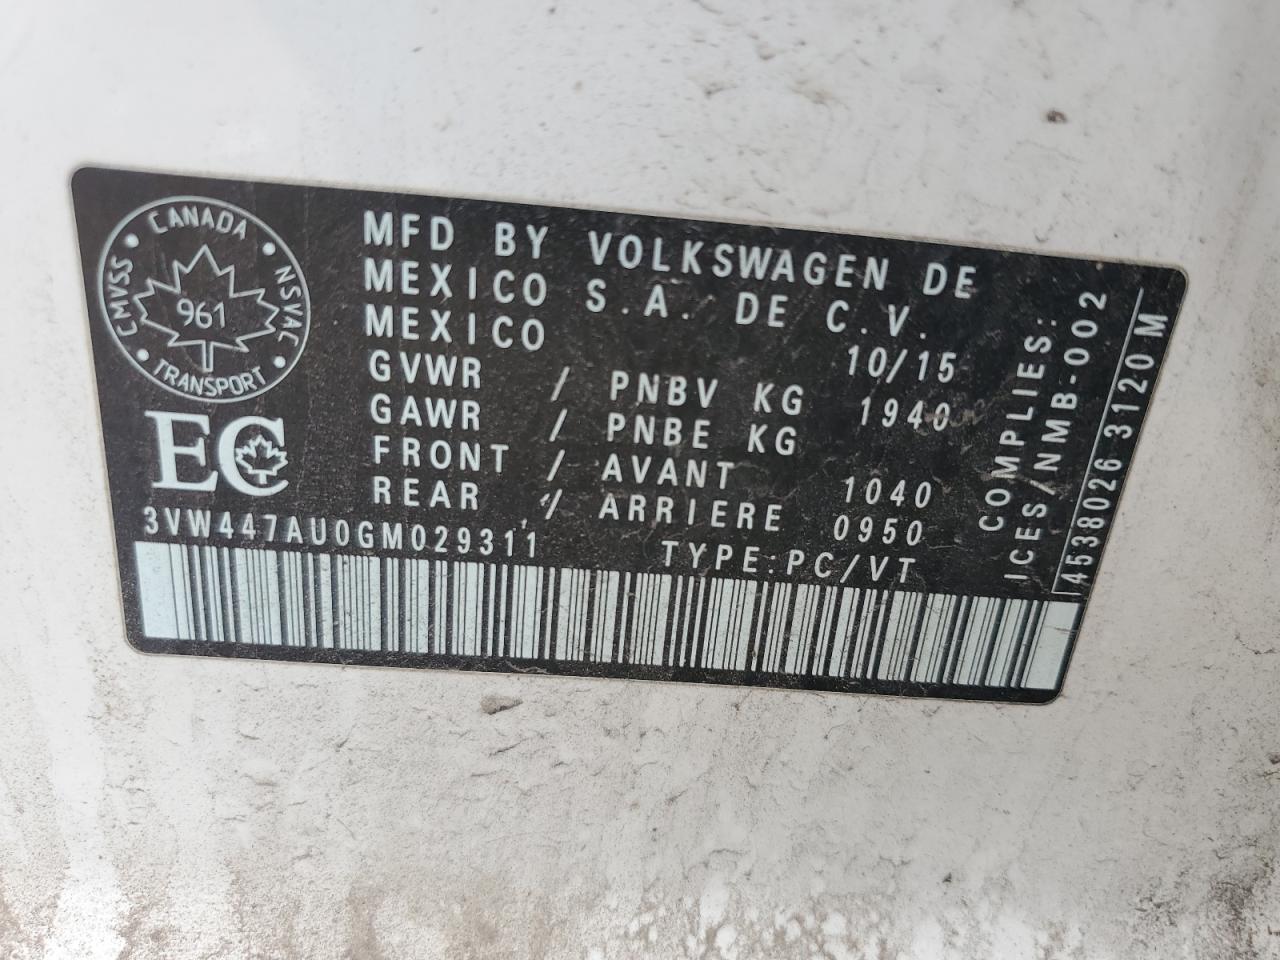 CANADA
CMVSS • NSVAC
961
TRANSPORT
EC
MFD BY VOLKSWAGEN DE
MEXICO S.A. DE C.V.
MEXICO 10/15
GVWR / PNBV KG 1940
GAWR / PNBE KG
FRONT / AVANT 1040
REAR / ARRIERE 0950
3VW447AU0GM029311 TYPE:PC/VT
COMPLIES:
ICES/NMB-002
4538026 3120 M